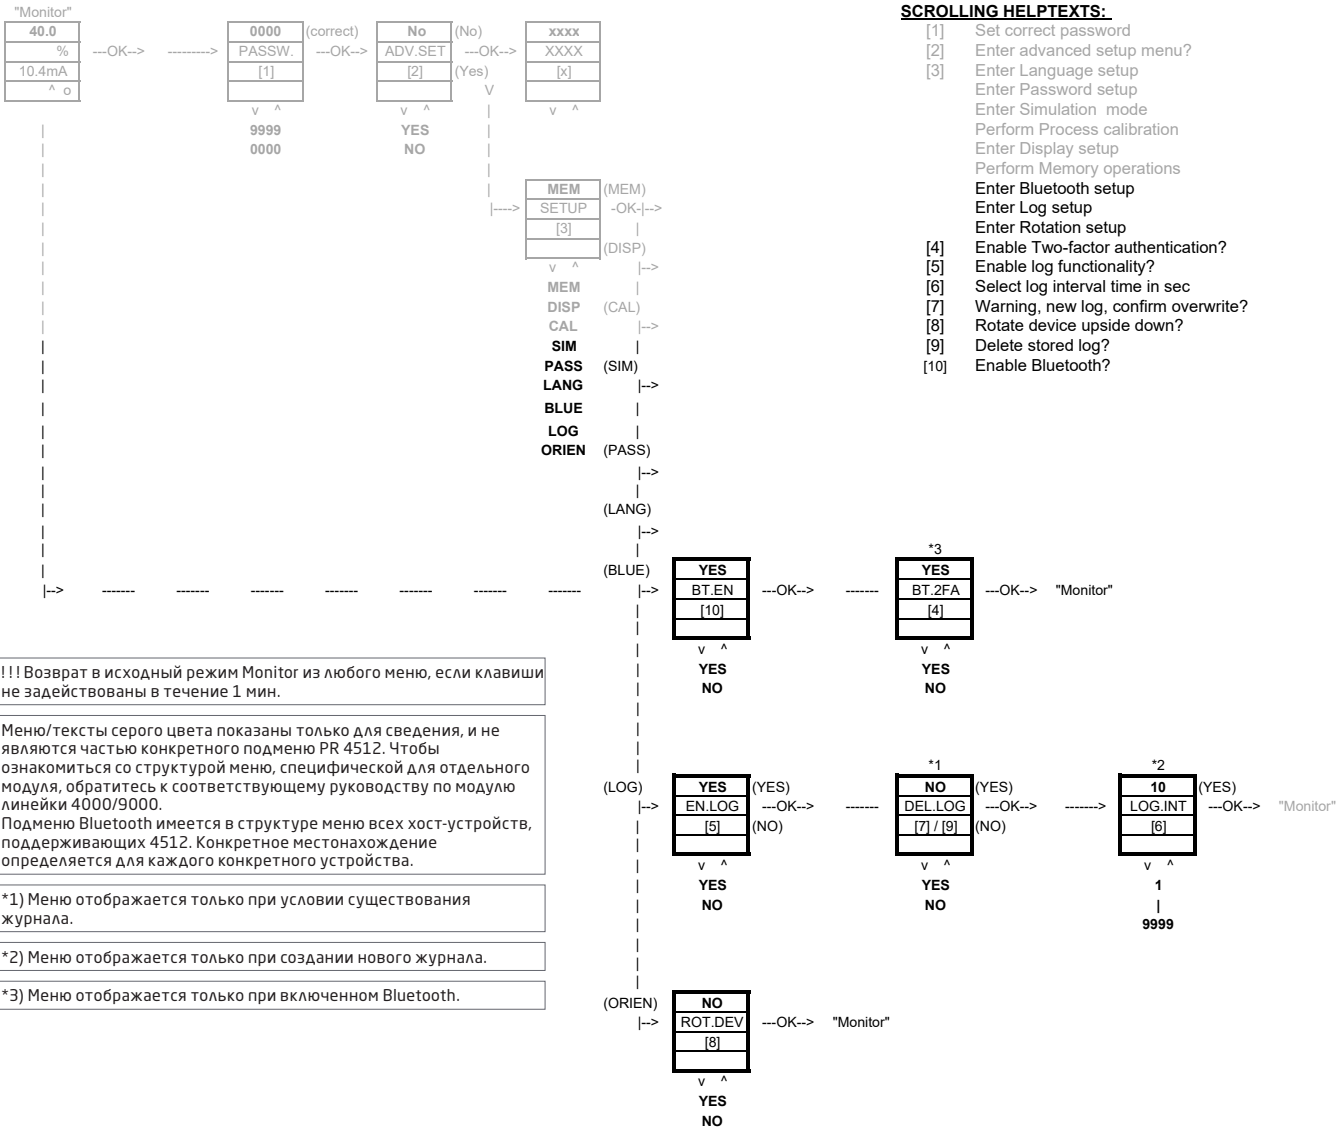 "Monitor"
40.0
%
10.4mA
^ o
---OK-->
--------->
0000
PASSW.
[1]
v ^
9999
0000
(correct)
---OK-->
No
ADV.SET
[2]
v ^
YES
NO
(No)
---OK-->
(Yes)
V
xxxx
XXXX
[x]
v ^
|---->
MEM
SETUP
[3]
v ^
MEM
DISP
CAL
SIM
PASS
LANG
BLUE
LOG
ORIEN
(MEM)
-OK-|-->
(DISP)
|-->
(CAL)
|-->
(SIM)
|-->
(PASS)
|-->
(LANG)
|-->
SCROLLING HELPTEXTS:
[1] Set correct password
[2] Enter advanced setup menu?
[3] Enter Language setup
Enter Password setup
Enter Simulation mode
Perform Process calibration
Enter Display setup
Perform Memory operations
Enter Bluetooth setup
Enter Log setup
Enter Rotation setup
[4] Enable Two-factor authentication?
[5] Enable log functionality?
[6] Select log interval time in sec
[7] Warning, new log, confirm overwrite?
[8] Rotate device upside down?
[9] Delete stored log?
[10] Enable Bluetooth?
|--> ------- ------- ------- ------- ------- ------- -------
(BLUE)
|-->
YES
BT.EN
[10]
v ^
YES
NO
---OK--> -------
*3
YES
BT.2FA
[4]
v ^
YES
NO
---OK--> "Monitor"
!!! Возврат в исходный режим Monitor из любого меню, если клавиши
не задействованы в течение 1 мин.
Меню/тексты серого цвета показаны только для сведения, и не
являются частью конкретного подменю PR 4512. Чтобы
ознакомиться со структурой меню, специфической для отдельного
модуля, обратитесь к соответствующему руководству по модулю
линейки 4000/9000.
Подменю Bluetooth имеется в структуре меню всех хост-устройств,
поддерживающих 4512. Конкретное местонахождение
определяется для каждого конкретного устройства.
*1) Меню отображается только при условии существования
журнала.
*2) Меню отображается только при создании нового журнала.
*3) Меню отображается только при включенном Bluetooth.
(LOG)
|-->
YES
EN.LOG
[5]
v ^
YES
NO
(YES)
---OK--> -------
(NO)
*1
NO
DEL.LOG
[7] / [9]
v ^
YES
NO
(YES)
---OK--> ------->
(NO)
*2
10
LOG.INT
[6]
v ^
1
|
9999
(YES)
---OK--> "Monitor"
(ORIEN)
|-->
NO
ROT.DEV
[8]
v ^
YES
NO
---OK--> "Monitor"